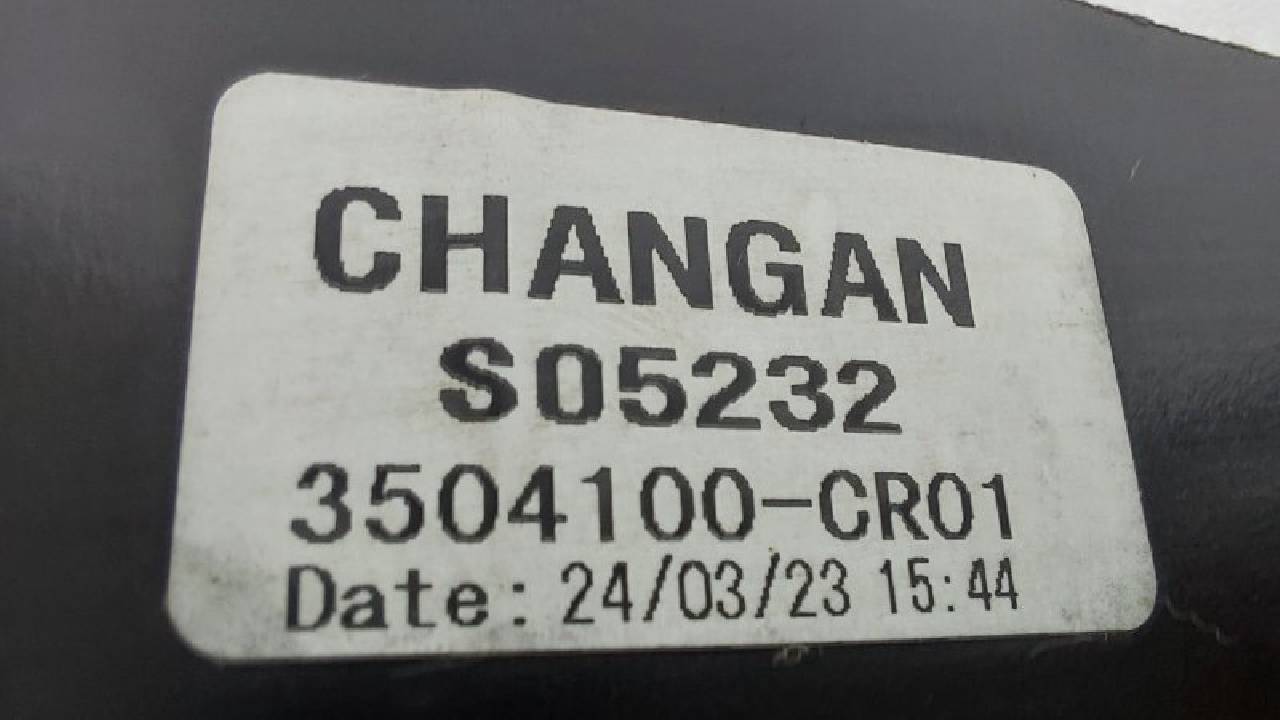 CHANGAN
S05232
3504100-CR01
Date: 24/03/23 15:44